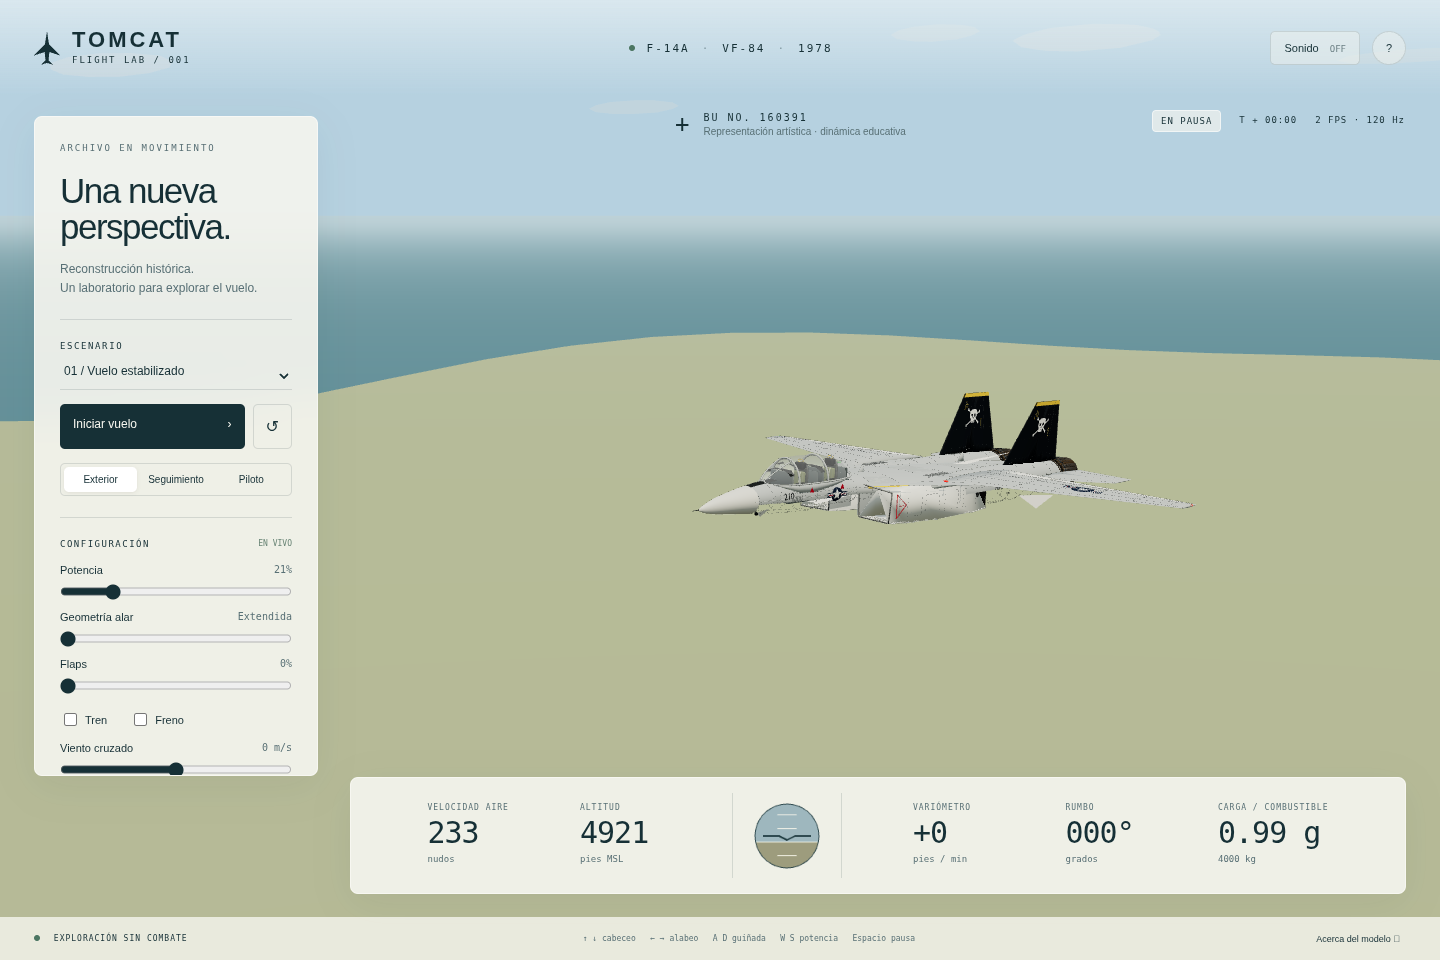 TOMCAT
FLIGHT LAB / 001
F-14A · VF-84 · 1978
Sonido OFF
?
BU NO. 160391
Representación artística · dinámica educativa
EN PAUSA
T + 00:00
2 FPS · 120 Hz
ARCHIVO EN MOVIMIENTO
Una nueva
perspectiva.
Reconstrucción histórica.
Un laboratorio para explorar el vuelo.
ESCENARIO
01 / Vuelo estabilizado
Iniciar vuelo ›
↺
Exterior Seguimiento Piloto
CONFIGURACIÓN EN VIVO
Potencia 21%
Geometría alar Extendida
Flaps 0%
Tren Freno
Viento cruzado 0 m/s
210
VELOCIDAD AIRE
233
nudos
ALTITUD
4921
pies MSL
VARIÓMETRO
+0
pies / min
RUMBO
000°
grados
CARGA / COMBUSTIBLE
0.99 g
4000 kg
EXPLORACIÓN SIN COMBATE
↑ ↓ cabeceo ← → alabeo A D guiñada W S potencia Espacio pausa
Acerca del modelo